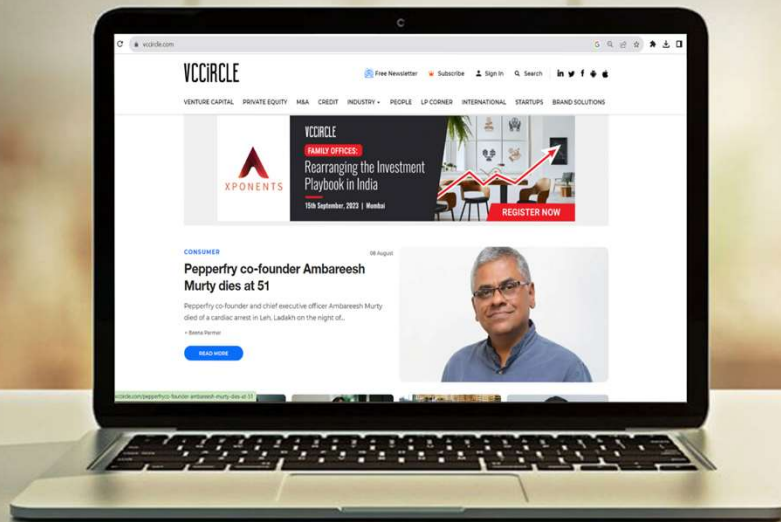 vccircle.com
VCCiRCLE
Free Newsletter Subscribe Sign In Search
VENTURE CAPITAL PRIVATE EQUITY M&A CREDIT INDUSTRY PEOPLE LP CORNER INTERNATIONAL STARTUPS BRAND SOLUTIONS
XPONENTS
VCCiRCLE
FAMILY OFFICES:
Rearranging the Investment
Playbook in India
15th September, 2023 | Mumbai
REGISTER NOW
CONSUMER
08 August
Pepperfry co-founder Ambareesh
Murty dies at 51
Pepperfry co-founder and chief executive officer Ambareesh Murty
died of a cardiac arrest in Leh, Ladakh on the night of...
Beena Parmar
READ MORE
vccircle.com/pepperfryco-founder-ambareesh-murty-dies-at-51